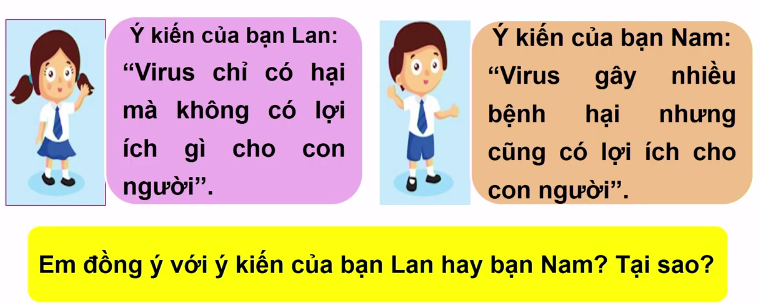 Ý kiến của bạn Lan:
“Virus chỉ có hại
mà không có lợi
ích gì cho con
người”.
Ý kiến của bạn Nam:
“Virus gây nhiều
bệnh hại nhưng
cũng có lợi ích cho
con người”.
Em đồng ý với ý kiến của bạn Lan hay bạn Nam? Tại sao?